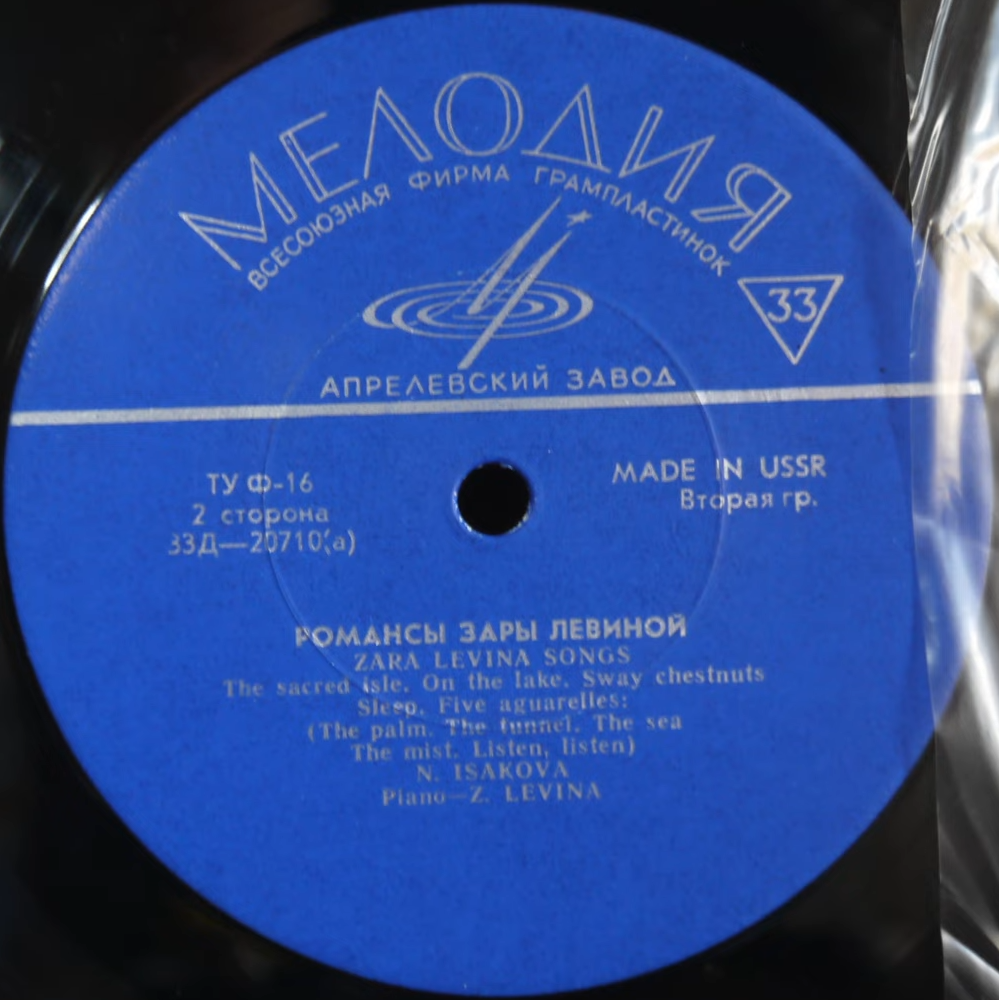 МЕЛОДИЯ
ВСЕСОЮЗНАЯ ФИРМА ГРАМПЛАСТИНОК
33
АПРЕЛЕВСКИЙ ЗАВОД
ТУ Ф-16
2 сторона
33Д—20710(а)
MADE IN USSR
Вторая гр.
РОМАНСЫ ЗАРЫ ЛЕВИНОЙ
ZARA LEVINA SONGS
The sacred isle. On the lake. Sway chestnuts
Sleep. Five aguarelles:
(The palm. The tunnel. The sea
The mist. Listen, listen)
N. ISAKOVA
Piano—Z. LEVINA